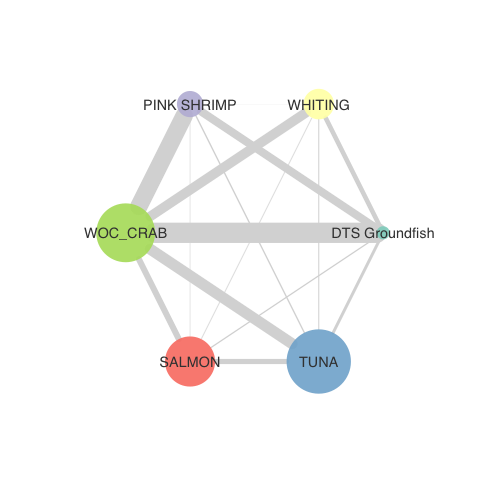 PINK SHRIMP
WHITING
WOC_CRAB
DTS Groundfish
SALMON
TUNA